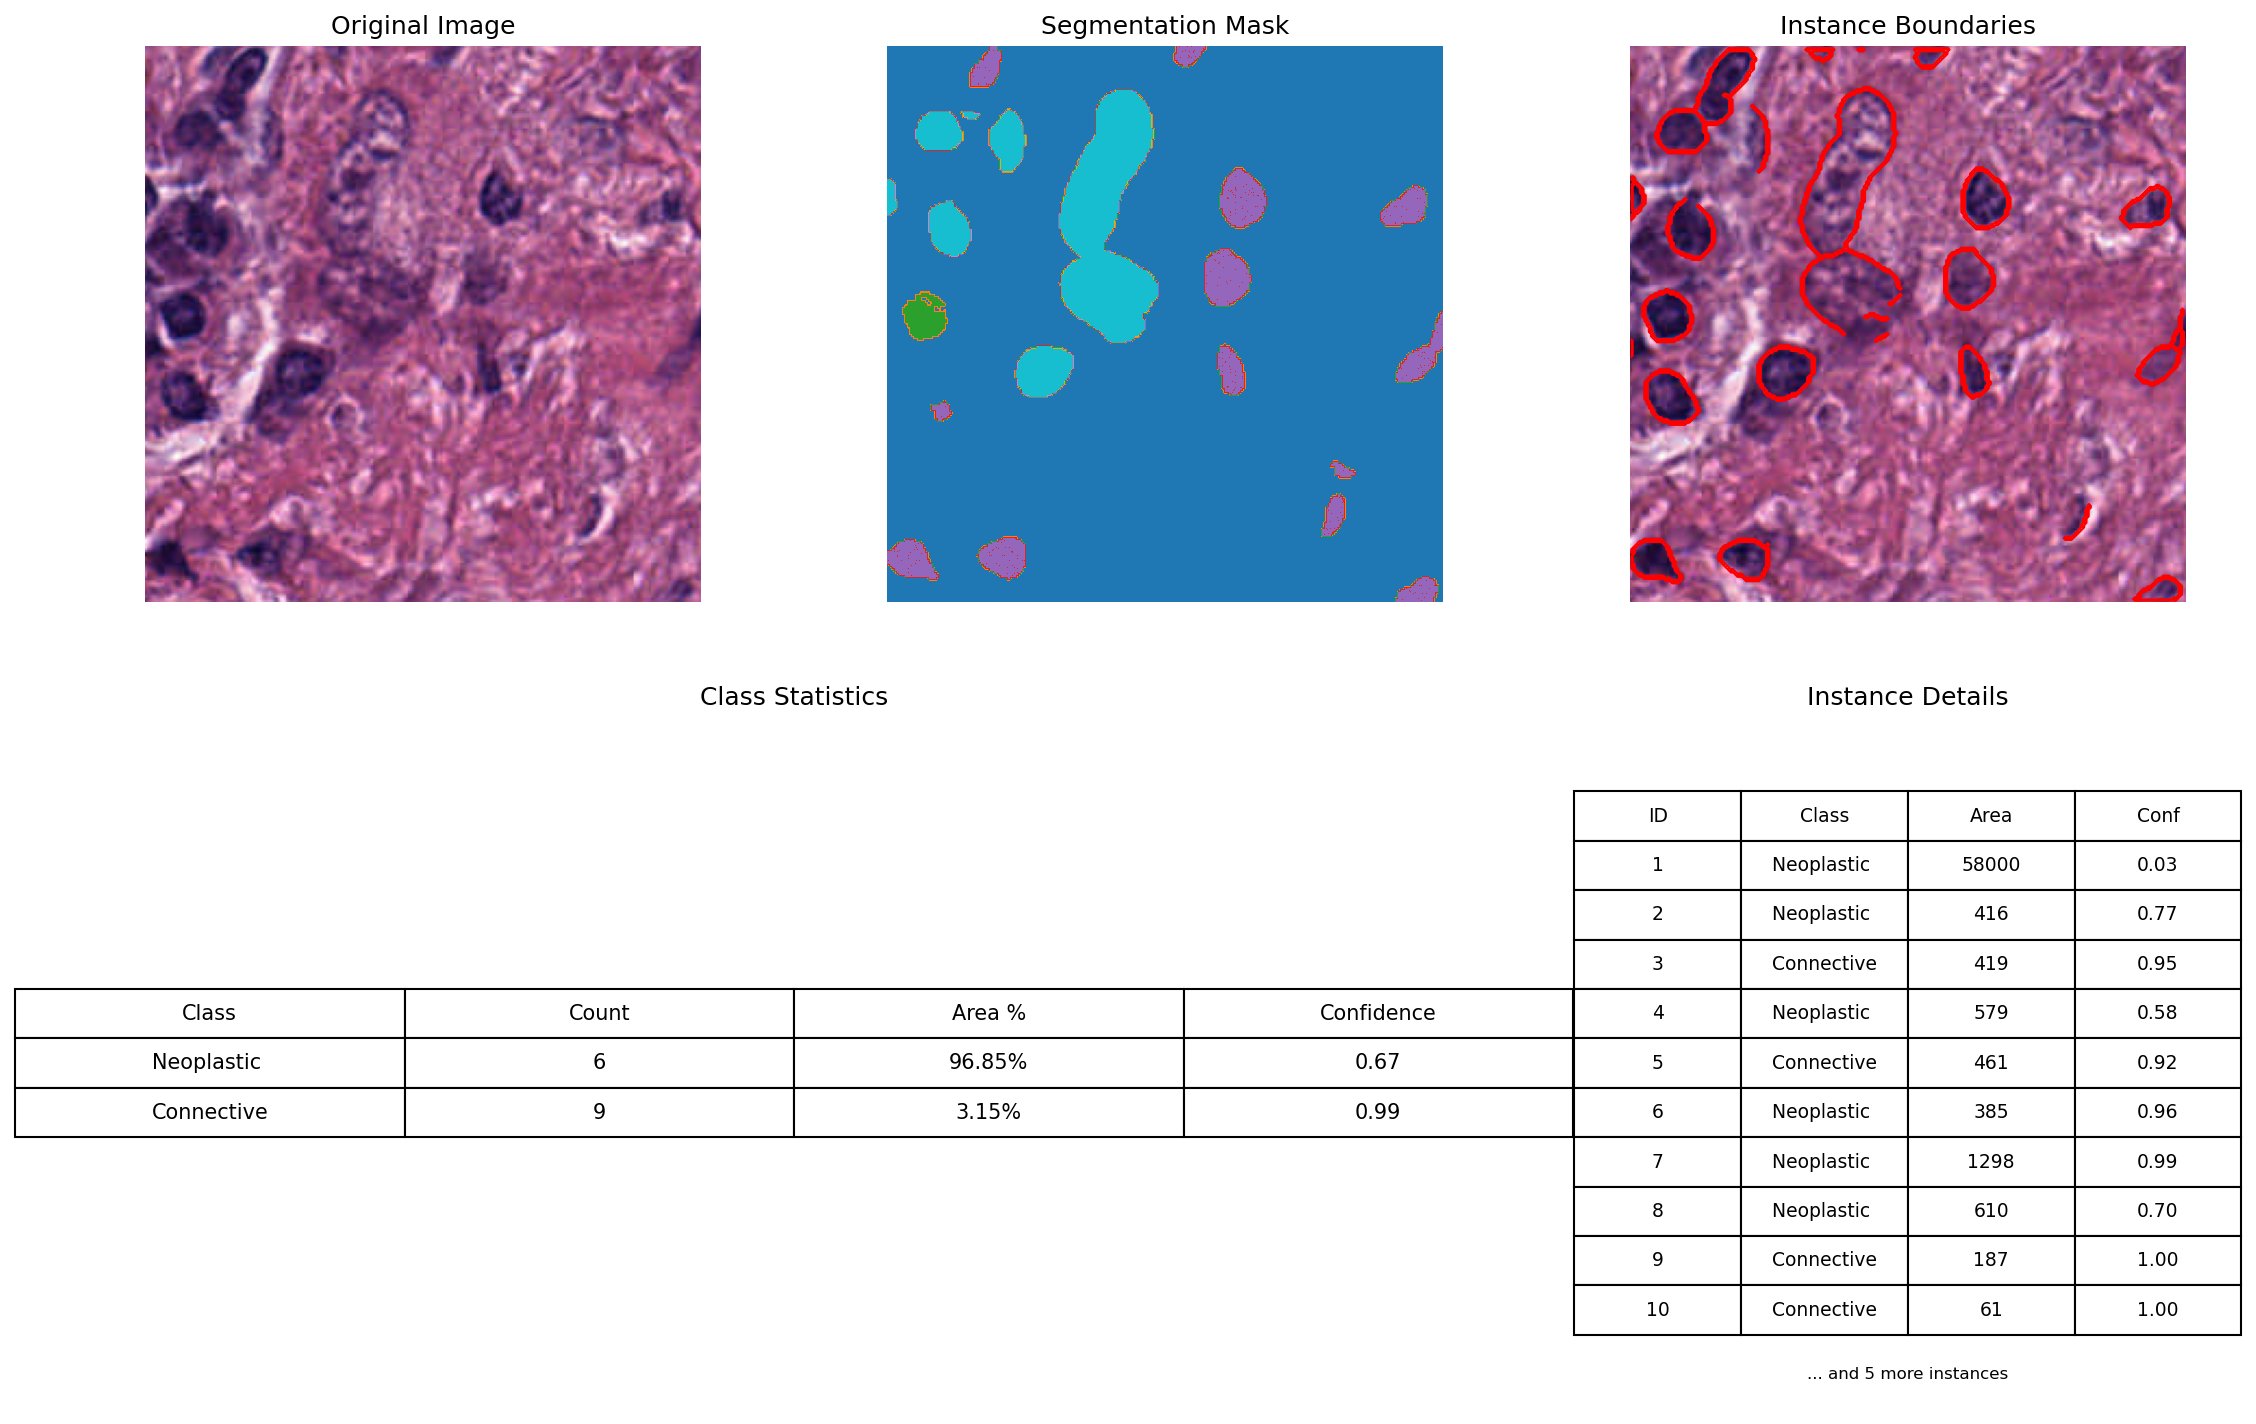 Original Image
Segmentation Mask
Instance Boundaries
Class Statistics
Class Count Area % Confidence
Neoplastic 6 96.85% 0.67
Connective 9 3.15% 0.99
Instance Details
ID Class Area Conf
1 Neoplastic 58000 0.03
2 Neoplastic 416 0.77
3 Connective 419 0.95
4 Neoplastic 579 0.58
5 Connective 461 0.92
6 Neoplastic 385 0.96
7 Neoplastic 1298 0.99
8 Neoplastic 610 0.70
9 Connective 187 1.00
10 Connective 61 1.00
... and 5 more instances